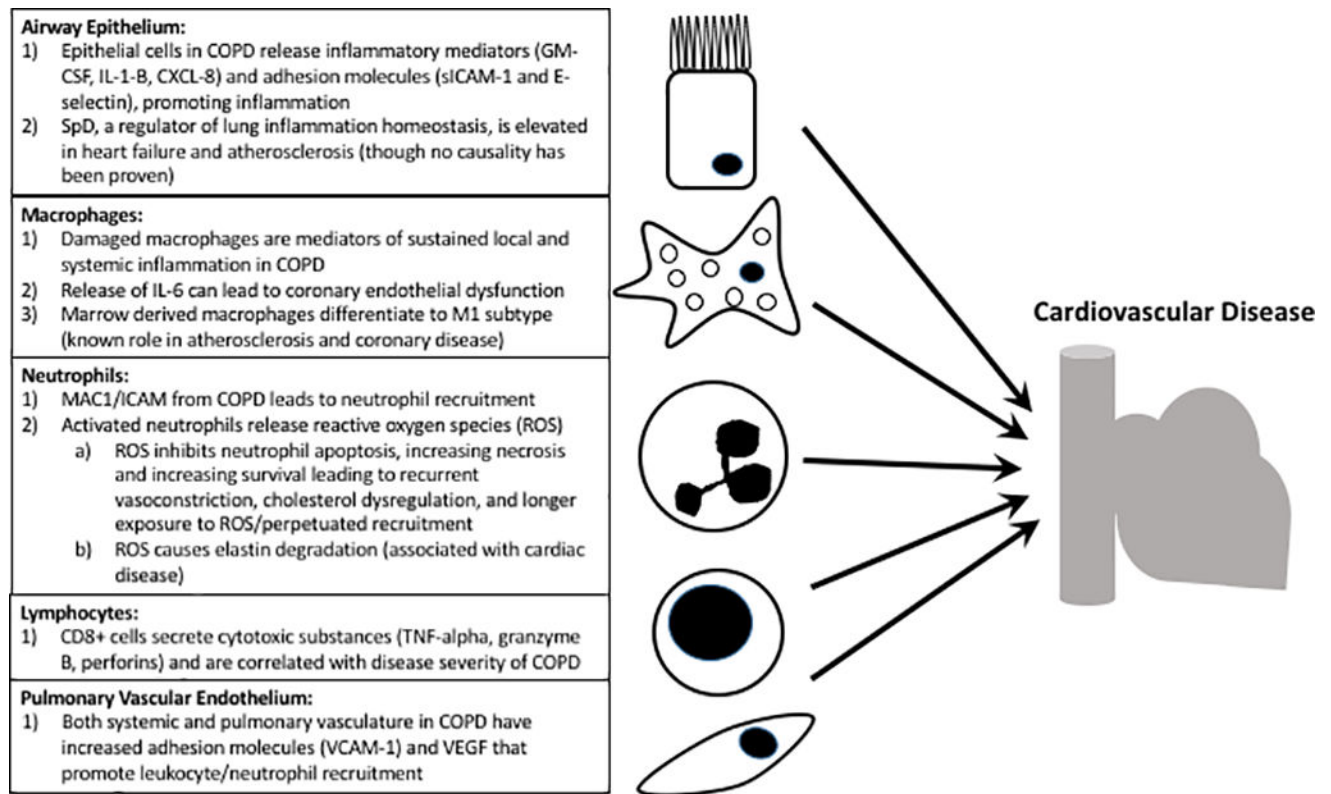 Airway Epithelium:
1) Epithelial cells in COPD release inflammatory mediators (GM-
CSF, IL-1-B, CXCL-8) and adhesion molecules (sICAM-1 and E-
selectin), promoting inflammation
2) SpD, a regulator of lung inflammation homeostasis, is elevated
in heart failure and atherosclerosis (though no causality has
been proven)
Macrophages:
1) Damaged macrophages are mediators of sustained local and
systemic inflammation in COPD
2) Release of IL-6 can lead to coronary endothelial dysfunction
3) Marrow derived macrophages differentiate to M1 subtype
(known role in atherosclerosis and coronary disease)
Neutrophils:
1) MAC1/ICAM from COPD leads to neutrophil recruitment
2) Activated neutrophils release reactive oxygen species (ROS)
a) ROS inhibits neutrophil apoptosis, increasing necrosis
and increasing survival leading to recurrent
vasoconstriction, cholesterol dysregulation, and longer
exposure to ROS/perpetuated recruitment
b) ROS causes elastin degradation (associated with cardiac
disease)
Lymphocytes:
1) CD8+ cells secrete cytotoxic substances (TNF-alpha, granzyme
B, perforins) and are correlated with disease severity of COPD
Pulmonary Vascular Endothelium:
1) Both systemic and pulmonary vasculature in COPD have
increased adhesion molecules (VCAM-1) and VEGF that
promote leukocyte/neutrophil recruitment
Cardiovascular Disease